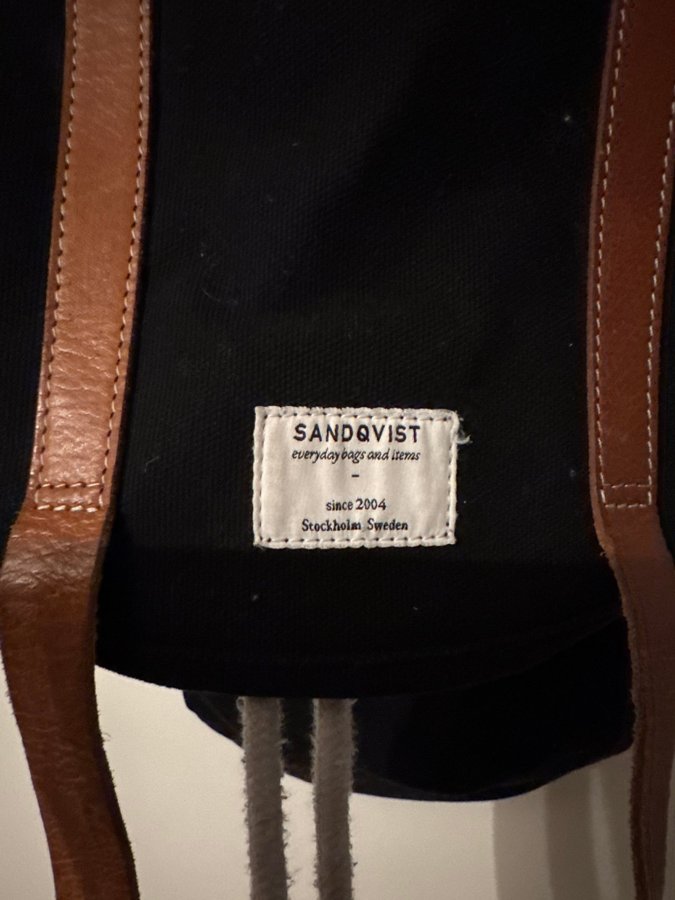 SANDQVIST
everyday bags and items
-
since 2004
Stockholm Sweden